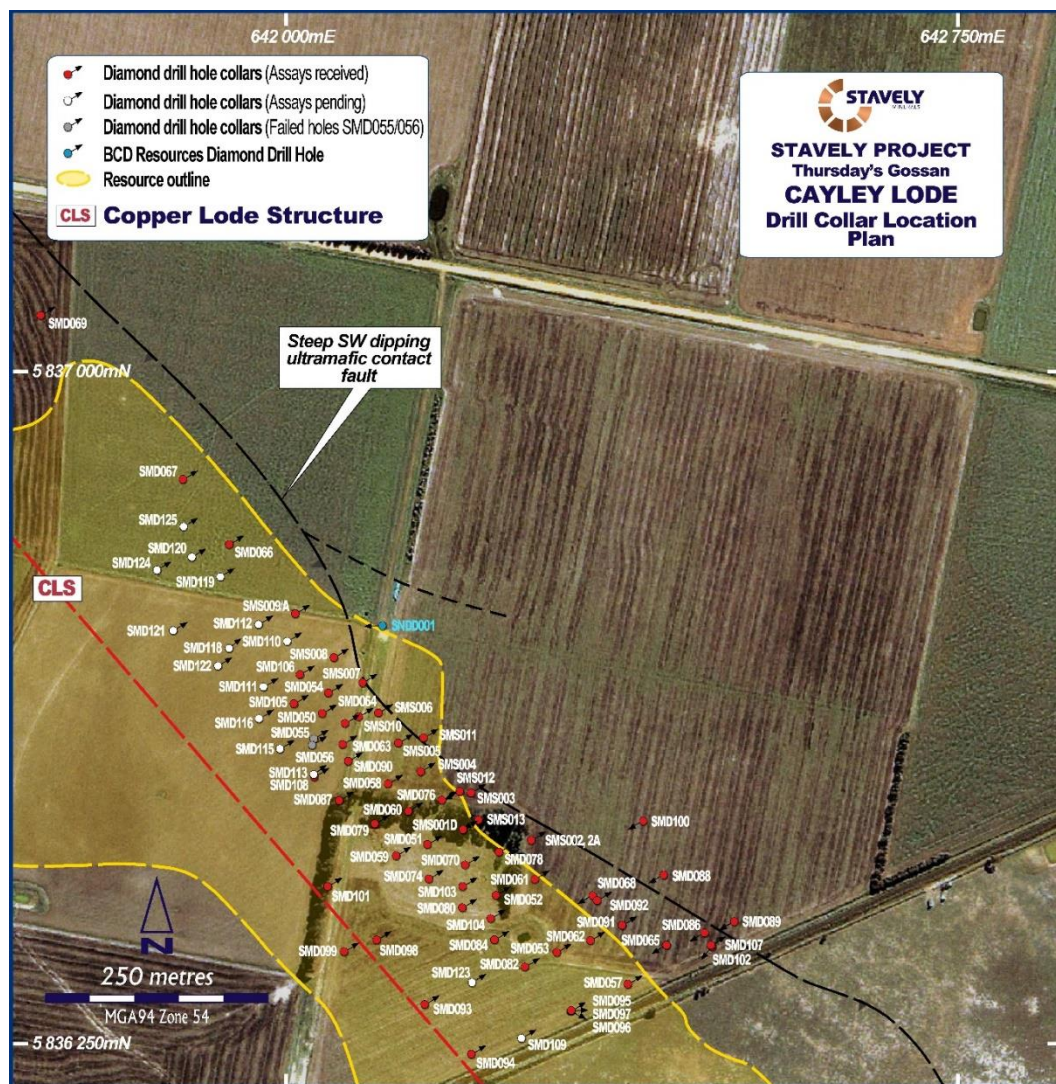 642 000mE
642 750mE
Diamond drill hole collars (Assays received)
Diamond drill hole collars (Assays pending)
Diamond drill hole collars (Failed holes SMD055/056)
BCD Resources Diamond Drill Hole
Resource outline
CLS Copper Lode Structure
STAVELY
MINERALS
STAVELY PROJECT
Thursday's Gossan
CAYLEY LODE
Drill Collar Location
Plan
SMD069
Steep SW dipping
ultramafic contact
fault
5 837 000mN
SMD067
SMD125
SMD120
SMD066
SMD124
SMD119
CLS
SMS009/A
SMD112
SNDD001
SMD121
SMD110
SMD118
SMS008
SMD122
SMD106
SMS007
SMD111
SMD054
SMD064
SMD105
SMD050
SMS006
SMD116
SMS010
SMD055
SMS011
SMD115
SMD063
SMS005
SMD056
SMD090
SMS004
SMD113
SMD108
SMD058
SMS012
SMD087
SMD076
SMS003
SMD060
SMS013
SMD100
SMD079
SMS001D
SMD051
SMS002, 2A
SMD059
SMD070
SMD078
SMD074
SMD061
SMD068
SMD088
SMD101
SMD103
SMD052
SMD092
SMD080
SMD104
SMD091
SMD086
SMD089
SMD099
SMD098
SMD084
SMD053
SMD062
SMD065
SMD107
SMD102
SMD082
SMD123
SMD057
SMD093
SMD095
SMD097
SMD096
SMD109
SMD094
N
250 metres
MGA94 Zone 54
5 836 250mN